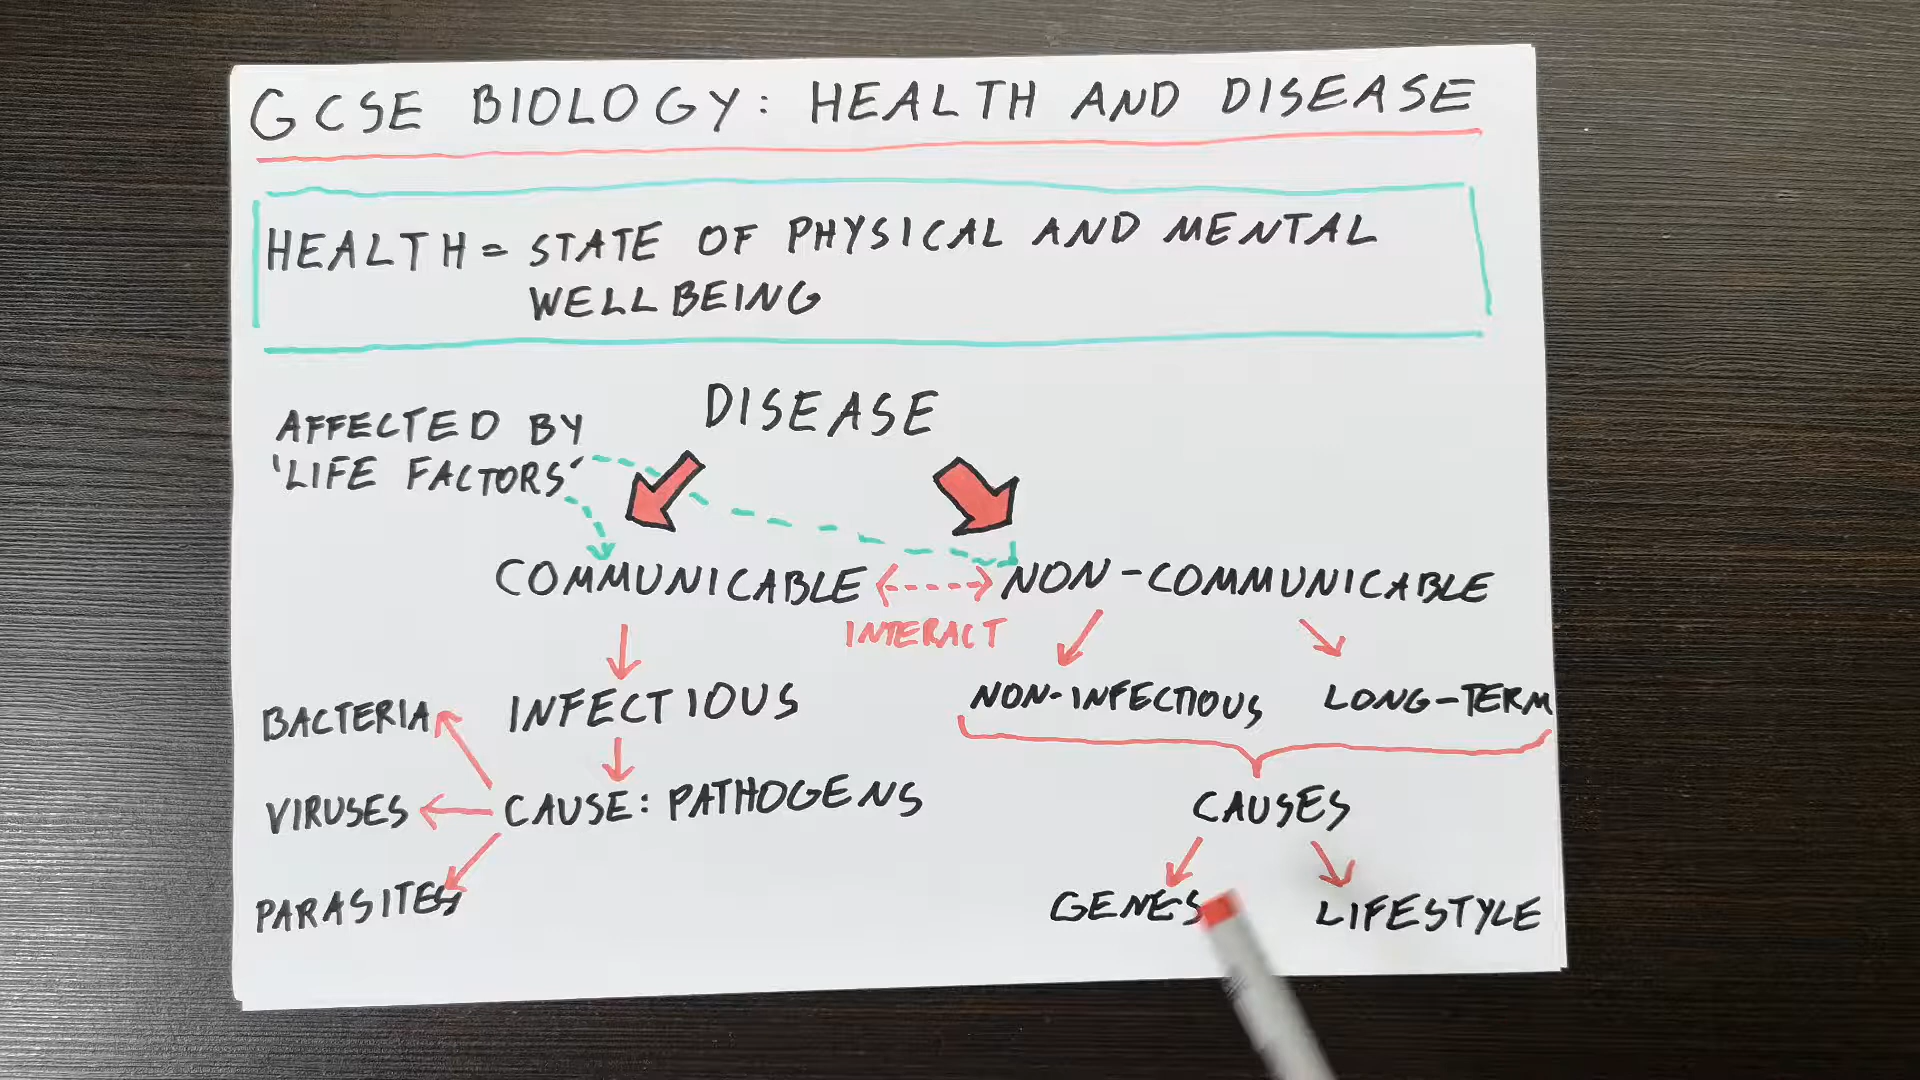 GCSE BIOLOGY: HEALTH AND DISEASE
HEALTH = STATE OF PHYSICAL AND MENTAL
WELLBEING
DISEASE
AFFECTED BY
'LIFE FACTORS'
COMMUNICABLE
NON-COMMUNICABLE
INTERACT
INFECTIOUS
NON-INFECTIOUS
LONG-TERM
BACTERIA
VIRUSES
CAUSE: PATHOGENS
CAUSES
PARASITES
GENES
LIFESTYLE